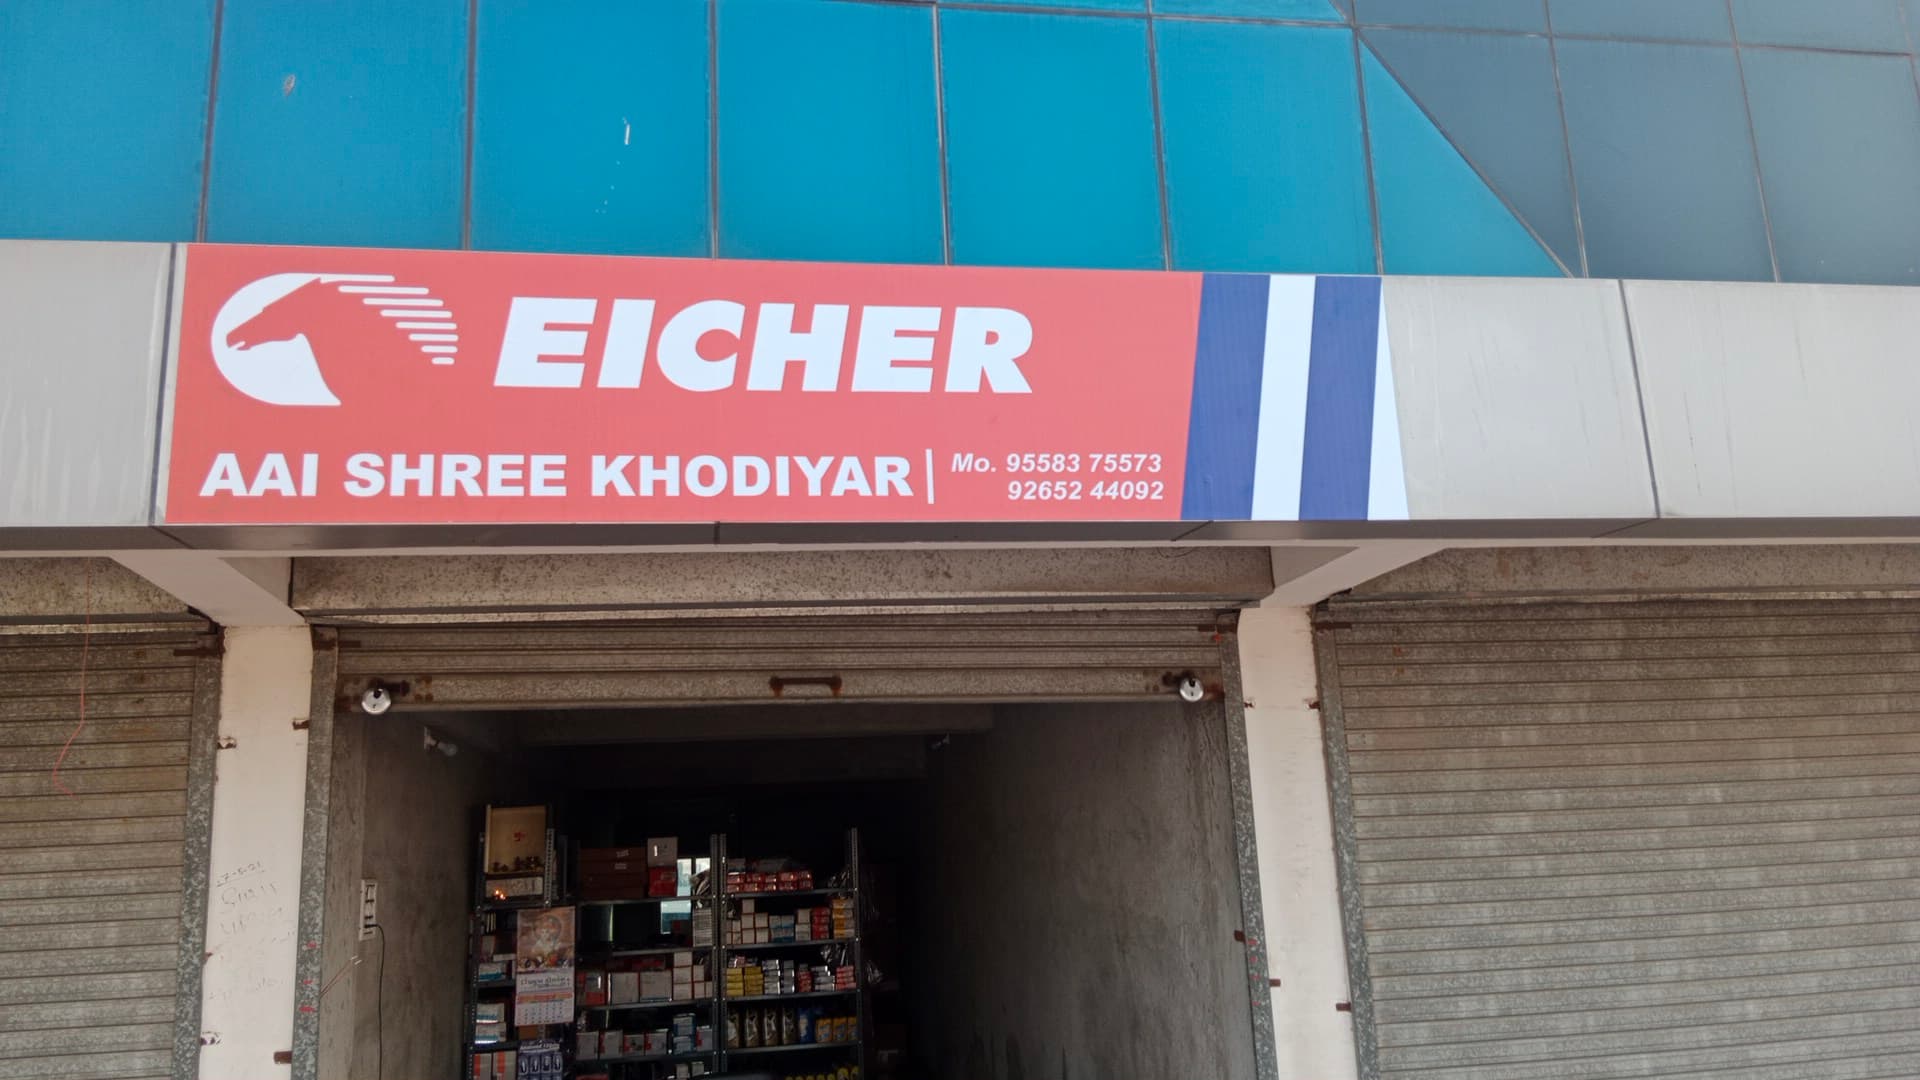 EICHER
AAI SHREE KHODIYAR
Mo. 95583 75573
92652 44092